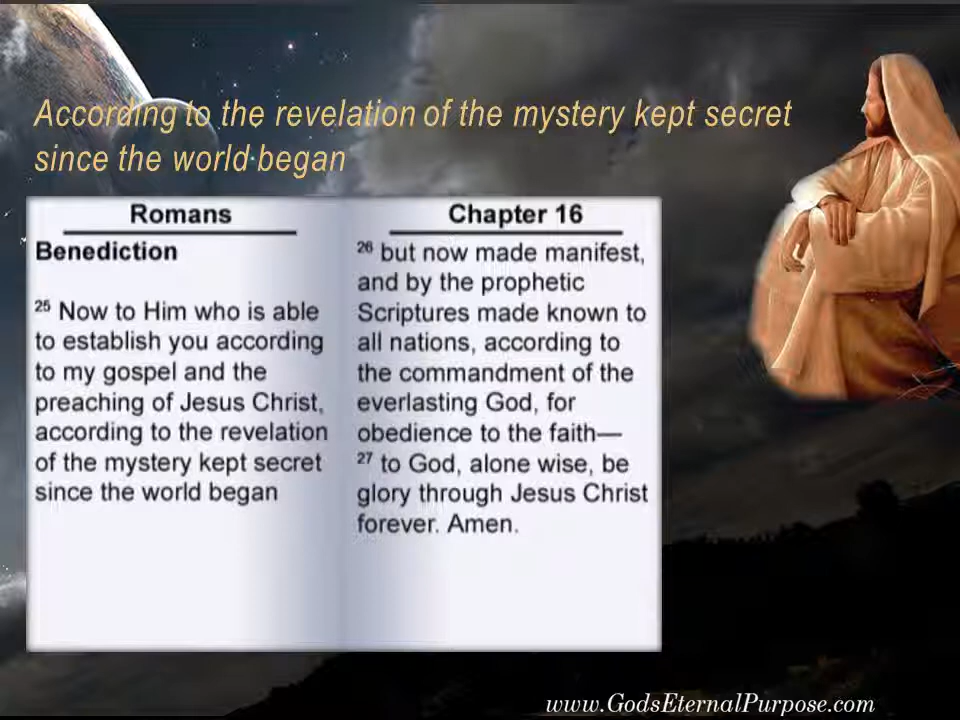 According to the revelation of the mystery kept secret
since the world began
Romans
Benediction
25 Now to Him who is able
to establish you according
to my gospel and the
preaching of Jesus Christ,
according to the revelation
of the mystery kept secret
since the world began
Chapter 16
26 but now made manifest,
and by the prophetic
Scriptures made known to
all nations, according to
the commandment of the
everlasting God, for
obedience to the faith—
27 to God, alone wise, be
glory through Jesus Christ
forever. Amen.
www.GodsEternalPurpose.com